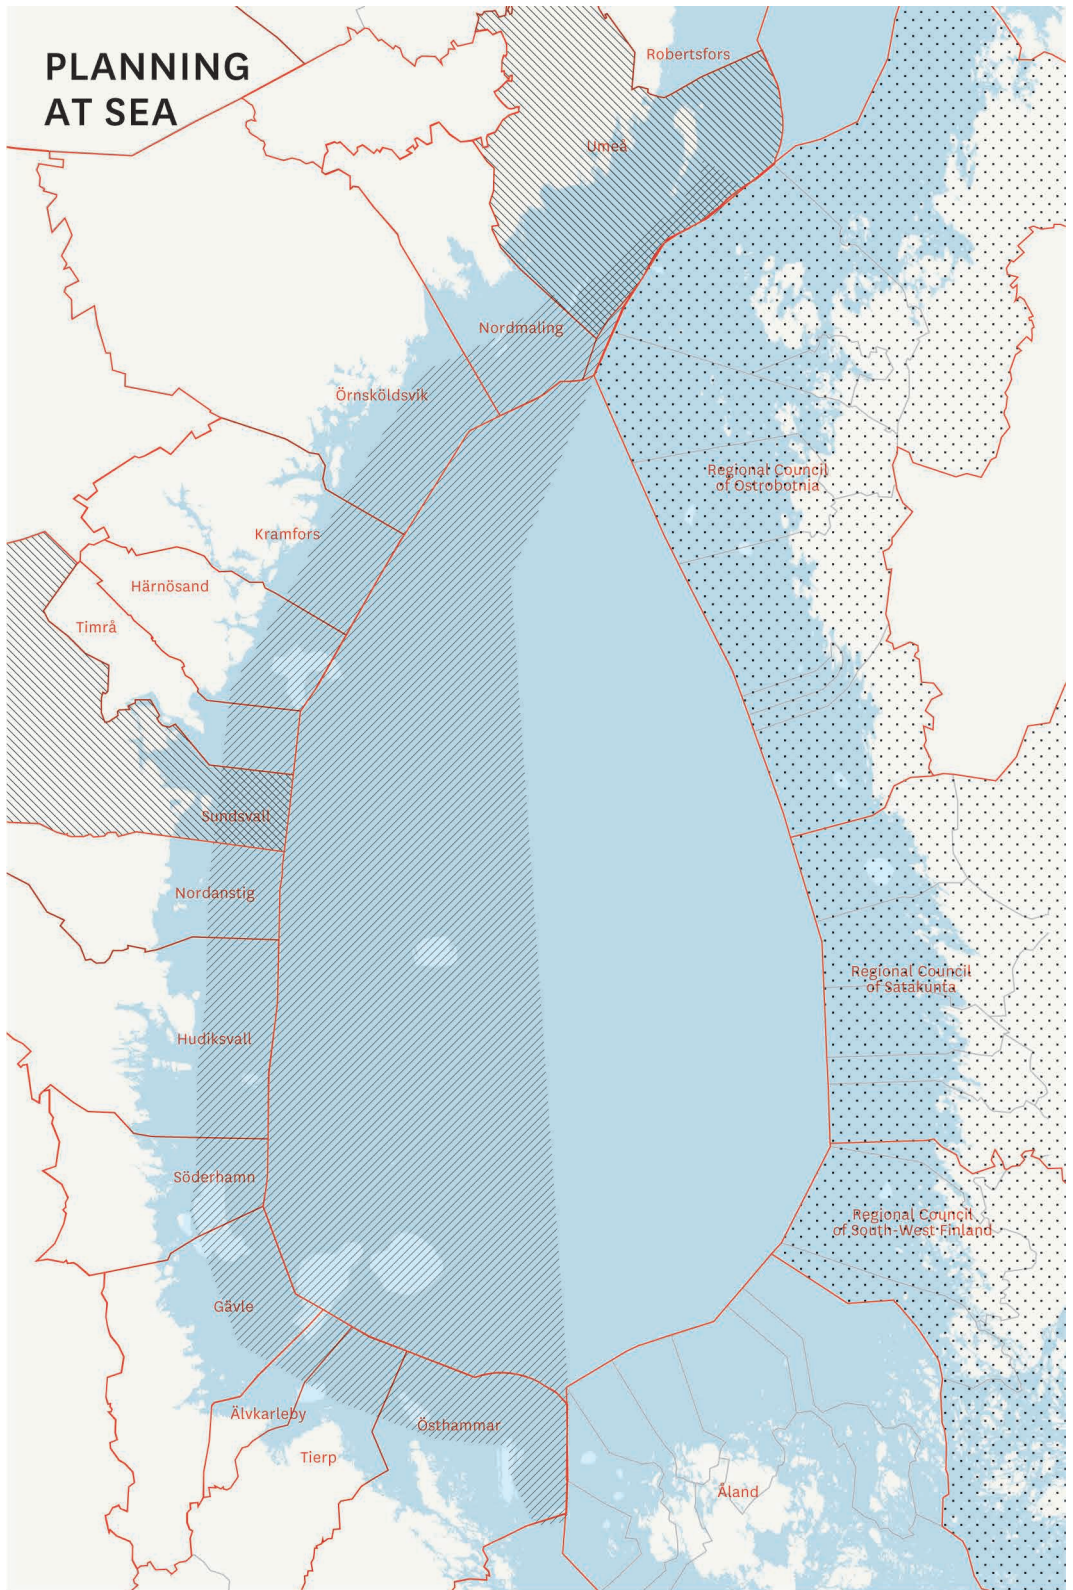 PLANNING
AT SEA
Robertsfors
Umeå
Nordmaling
Örnsköldsvik
Regional Council
of Ostrobotnia
Kramfors
Härnösand
Timrå
Sundsvall
Nordanstig
Regional Council
of Satakunta
Hudiksvall
Söderhamn
Regional Council
of South-West Finland
Gävle
Älvkarleby
Östhammar
Tierp
Åland